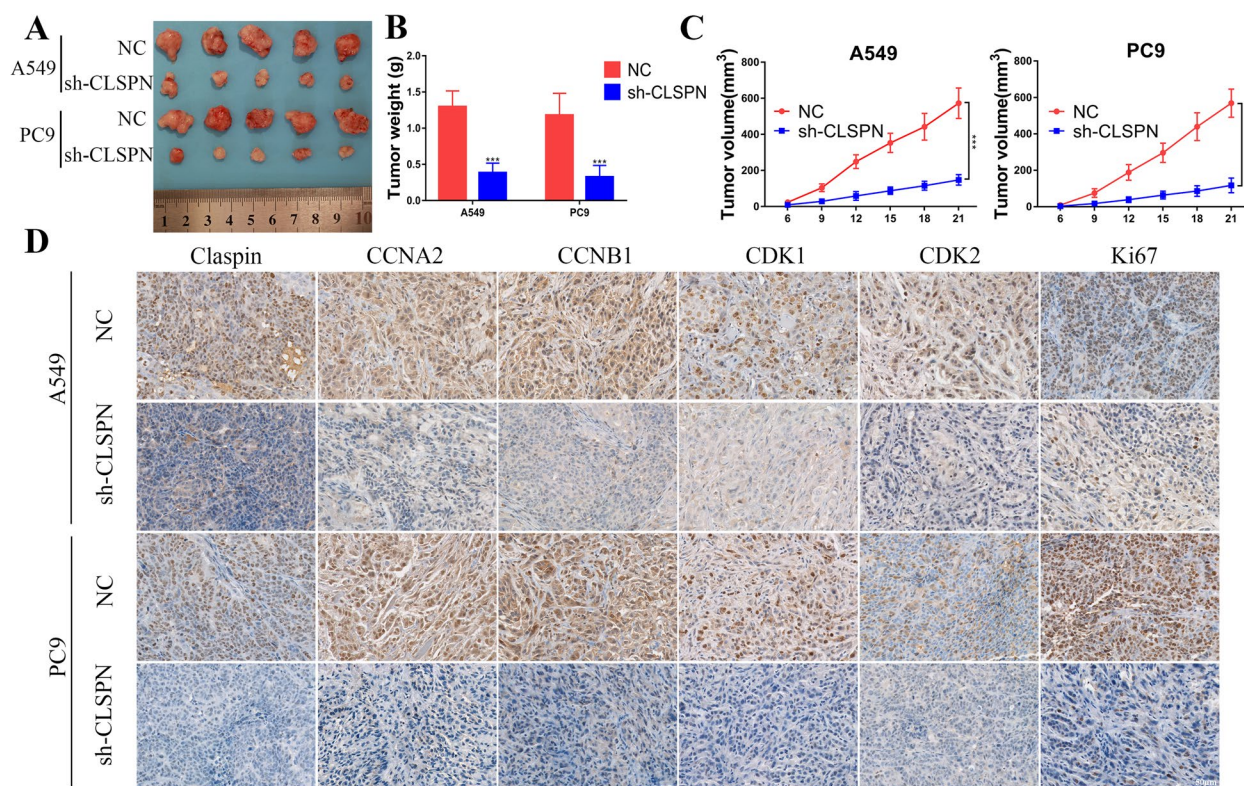 A
A549
NC
sh-CLSPN
PC9
NC
sh-CLSPN
1 2 3 4 5 6 7 8 9 10
B
Tumor weight (g)
2.0
1.5
1.0
0.5
0.0
***
***
A549
PC9
NC
sh-CLSPN
C
A549
Tumor volume(mm³)
800
600
400
200
0
6 9 12 15 18 21
NC
sh-CLSPN
***
PC9
Tumor volume(mm³)
800
600
400
200
0
6 9 12 15 18 21
NC
sh-CLSPN
D
Claspin CCNA2 CCNB1 CDK1 CDK2 Ki67
A549
NC
sh-CLSPN
PC9
NC
sh-CLSPN